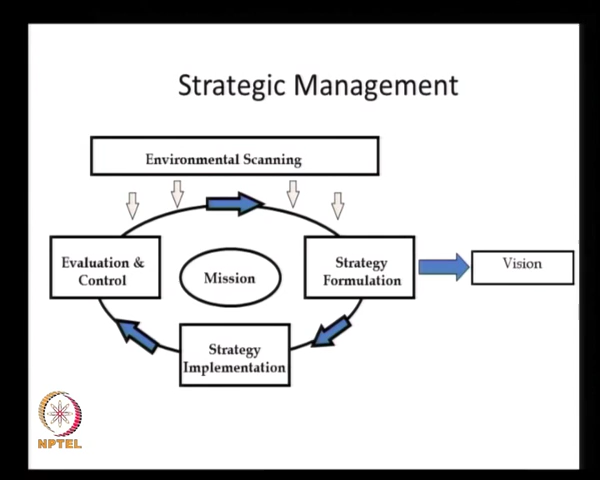 Strategic Management
Environmental Scanning
Evaluation &
Control
Mission
Strategy
Formulation
Vision
Strategy
Implementation
NPTEL